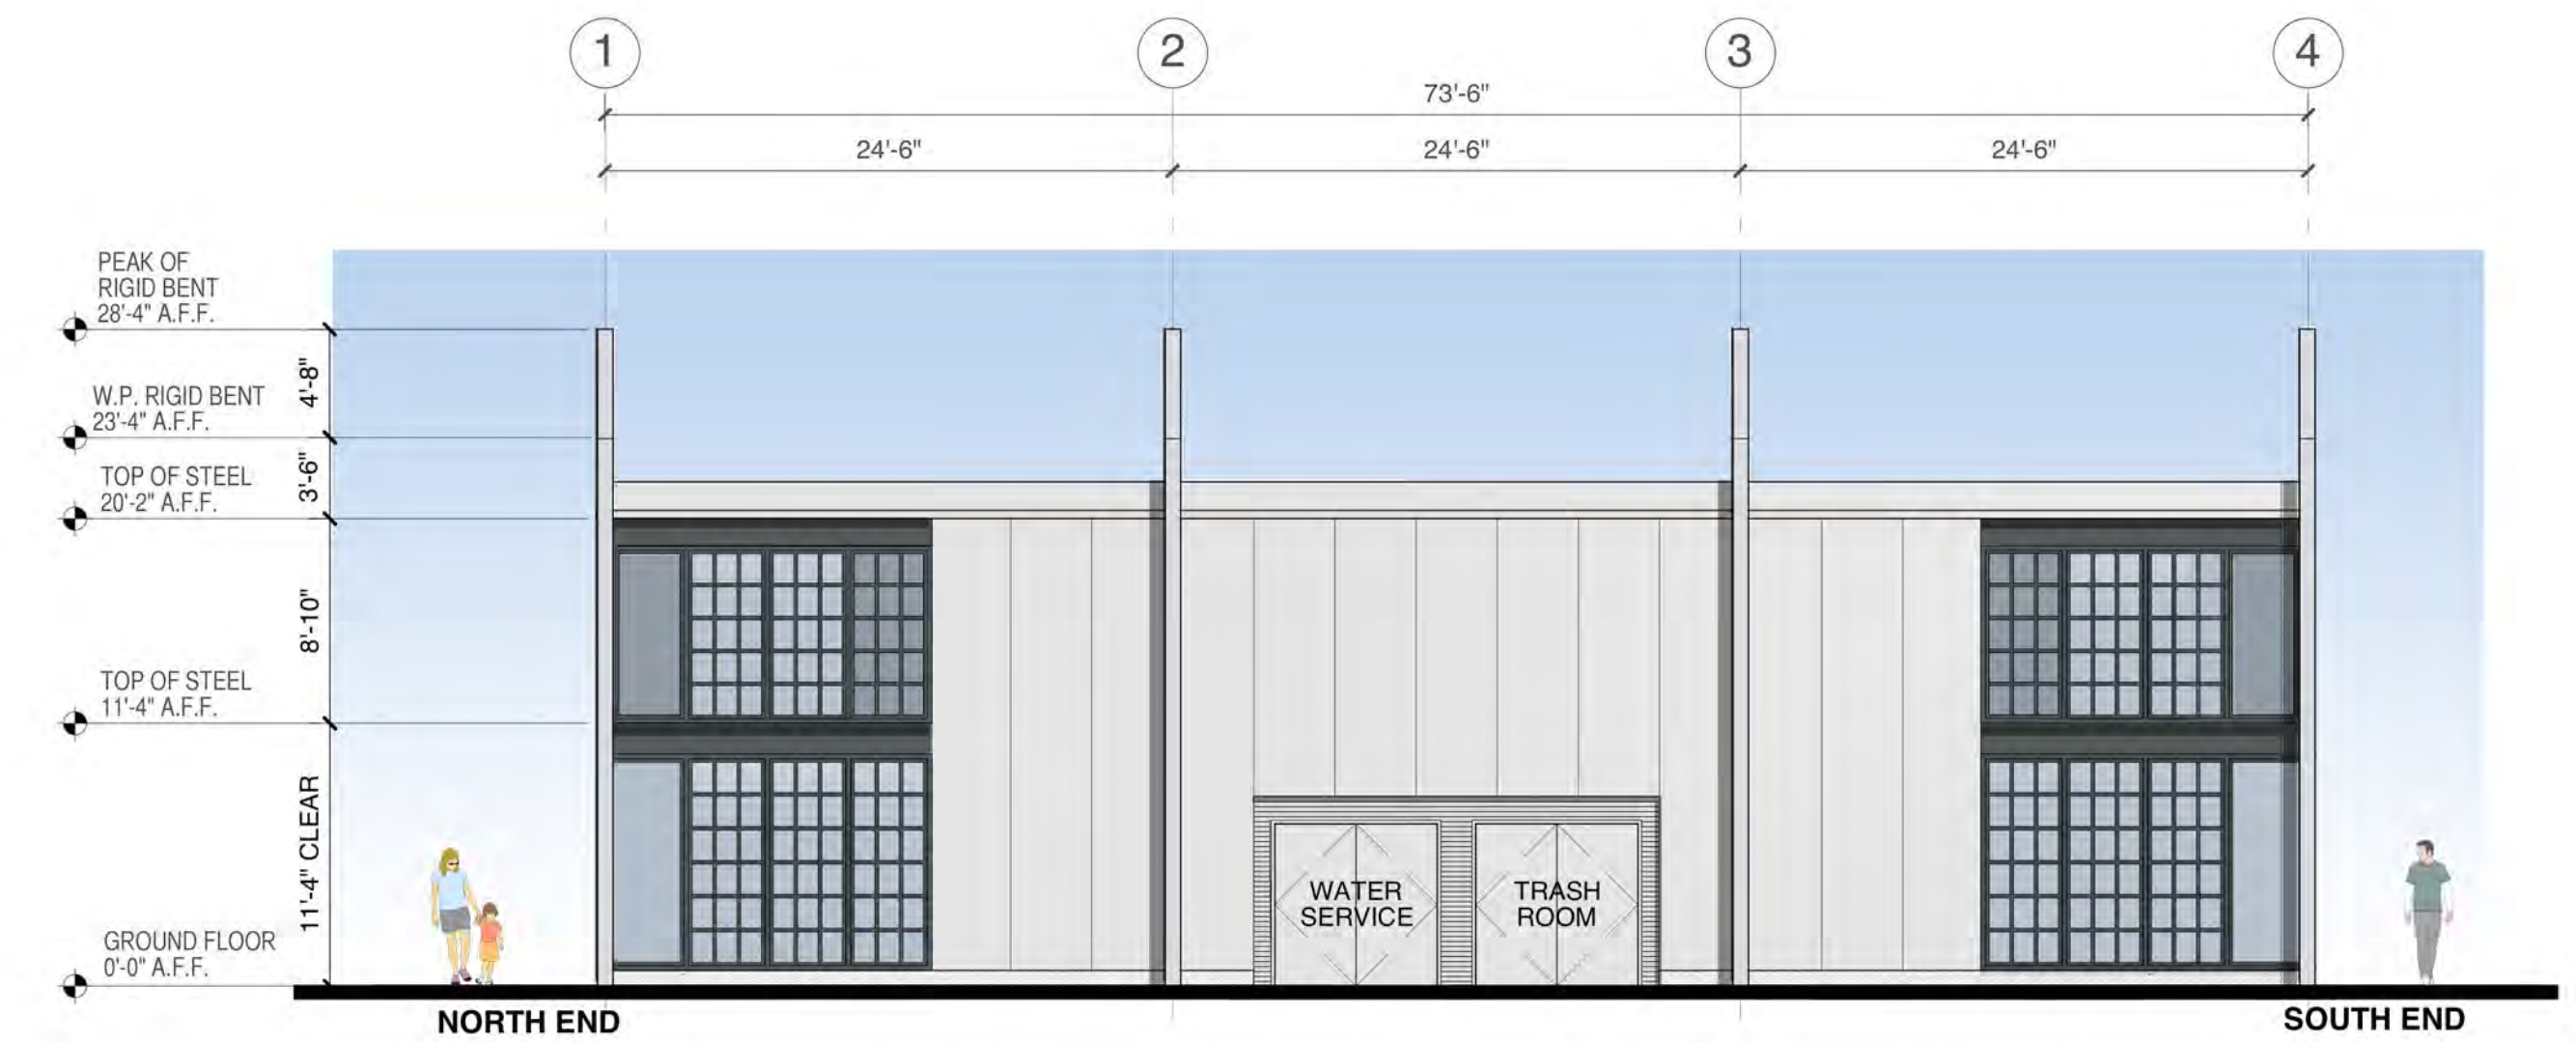 1
2
3
4
73'-6"
24'-6"
24'-6"
24'-6"
PEAK OF
RIGID BENT
28'-4" A.F.F.
4'-8"
W.P. RIGID BENT
23'-4" A.F.F.
3'-6"
TOP OF STEEL
20'-2" A.F.F.
8'-10"
TOP OF STEEL
11'-4" A.F.F.
11'-4" CLEAR
GROUND FLOOR
0'-0" A.F.F.
WATER
SERVICE
TRASH
ROOM
NORTH END
SOUTH END